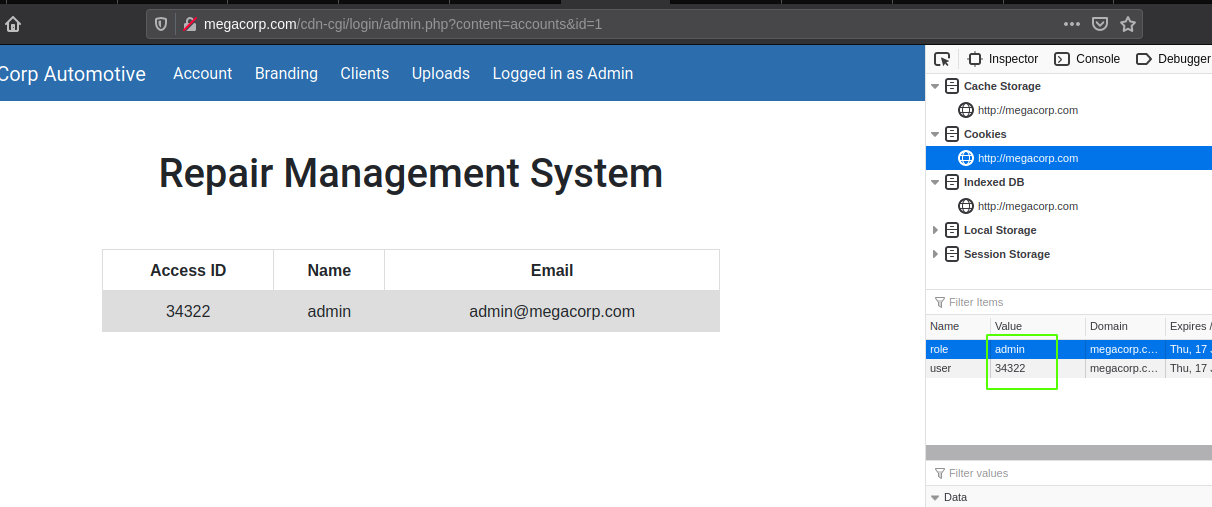 megacorp.com/cdn-cgi/login/admin.php?content=accounts&id=1
Corp Automotive Account Branding Clients Uploads Logged in as Admin
Repair Management System
Access ID Name Email
34322 admin admin@megacorp.com
Inspector Console Debugger
Cache Storage
http://megacorp.com
Cookies
http://megacorp.com
Indexed DB
http://megacorp.com
Local Storage
Session Storage
Filter Items
Name Value Domain Expires /
role admin megacorp.c... Thu, 17
user 34322 megacorp.c... Thu, 17
Filter values
Data